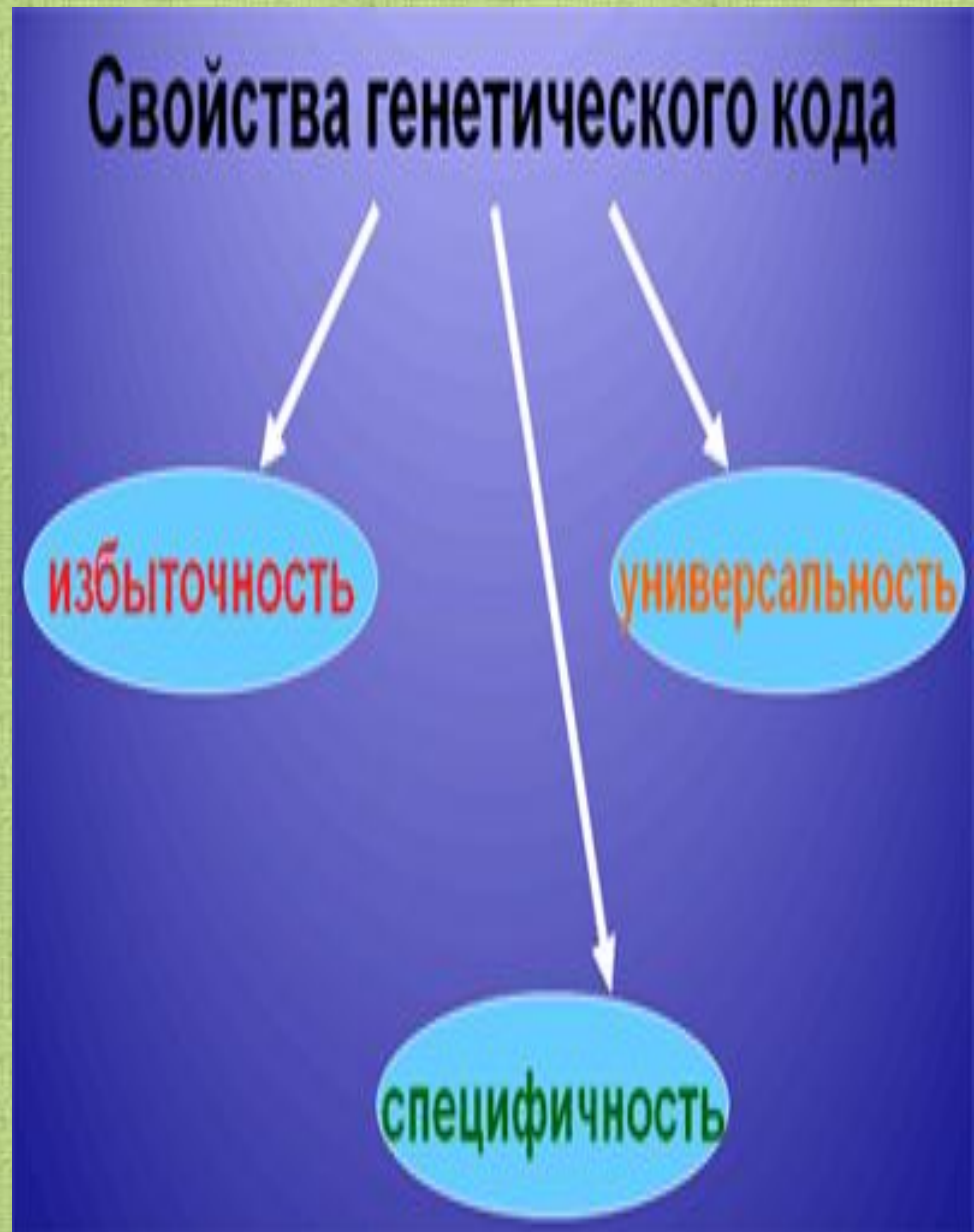 Свойства генетического кода
избыточность
универсальность
специфичность